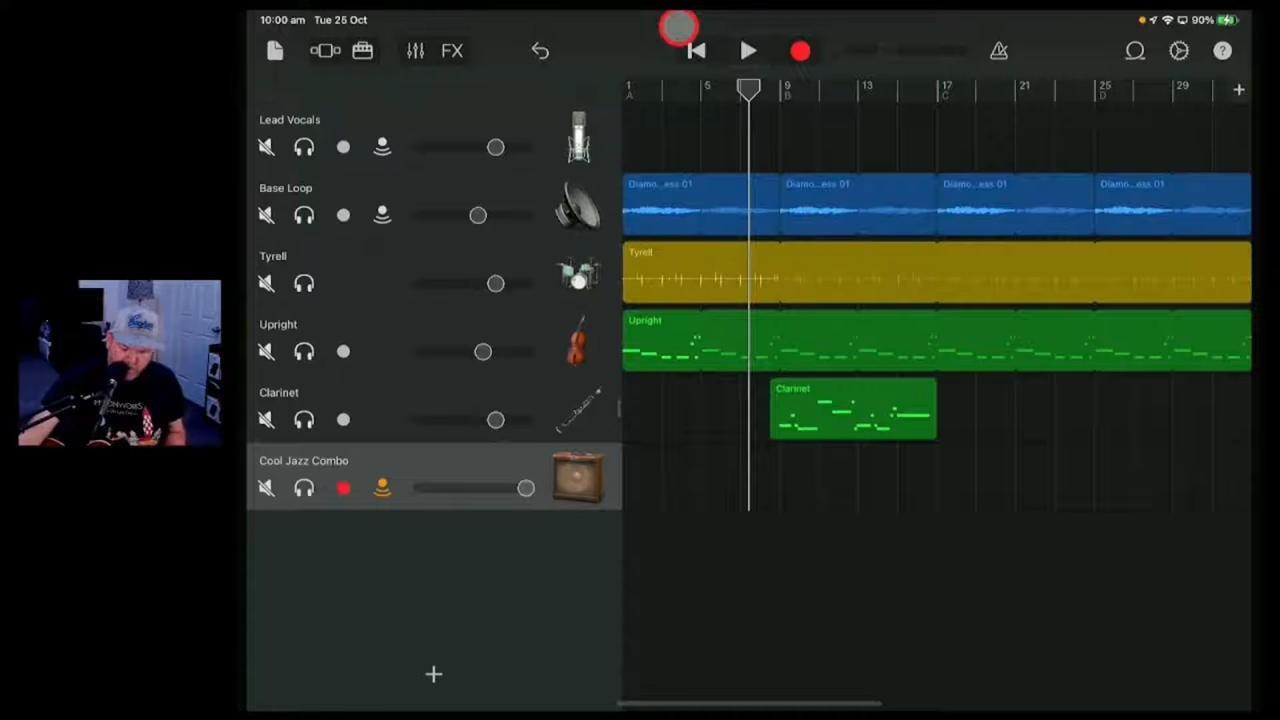 10:00 am Tue 25 Oct
90%
FX
?
1 5 9 13 17 21 25 29
A B C D
Lead Vocals
Base Loop
Diamo...ess 01 Diamo...ess 01 Diamo...ess 01 Diamo...ess 01
Tyrell
Tyrell
Upright
Upright
Clarinet
Clarinet
Cool Jazz Combo